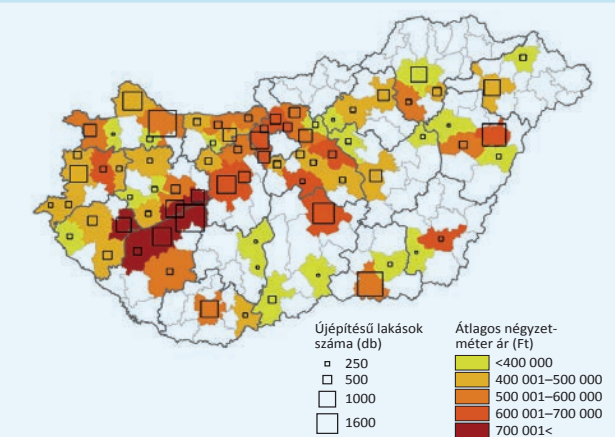 Újépítésű lakások
száma (db)
250
500
1000
1600
Átlagos négyzet-
méter ár (Ft)
<400 000
400 001–500 000
500 001–600 000
600 001–700 000
700 001<